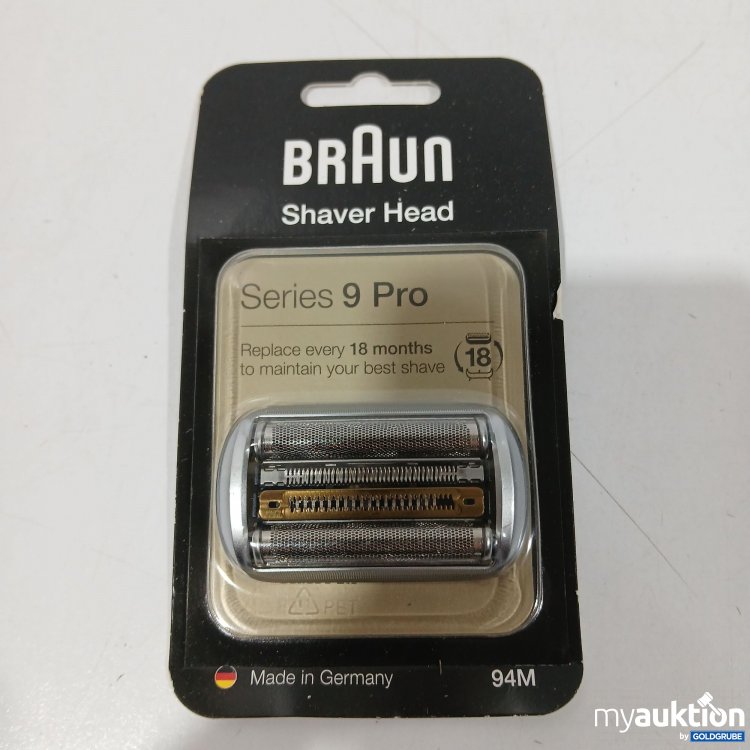 BRAUN
Shaver Head
Series 9 Pro
Replace every 18 months
to maintain your best shave
18
PET
Made in Germany
94M
myauktion
by GOLDGRUBE